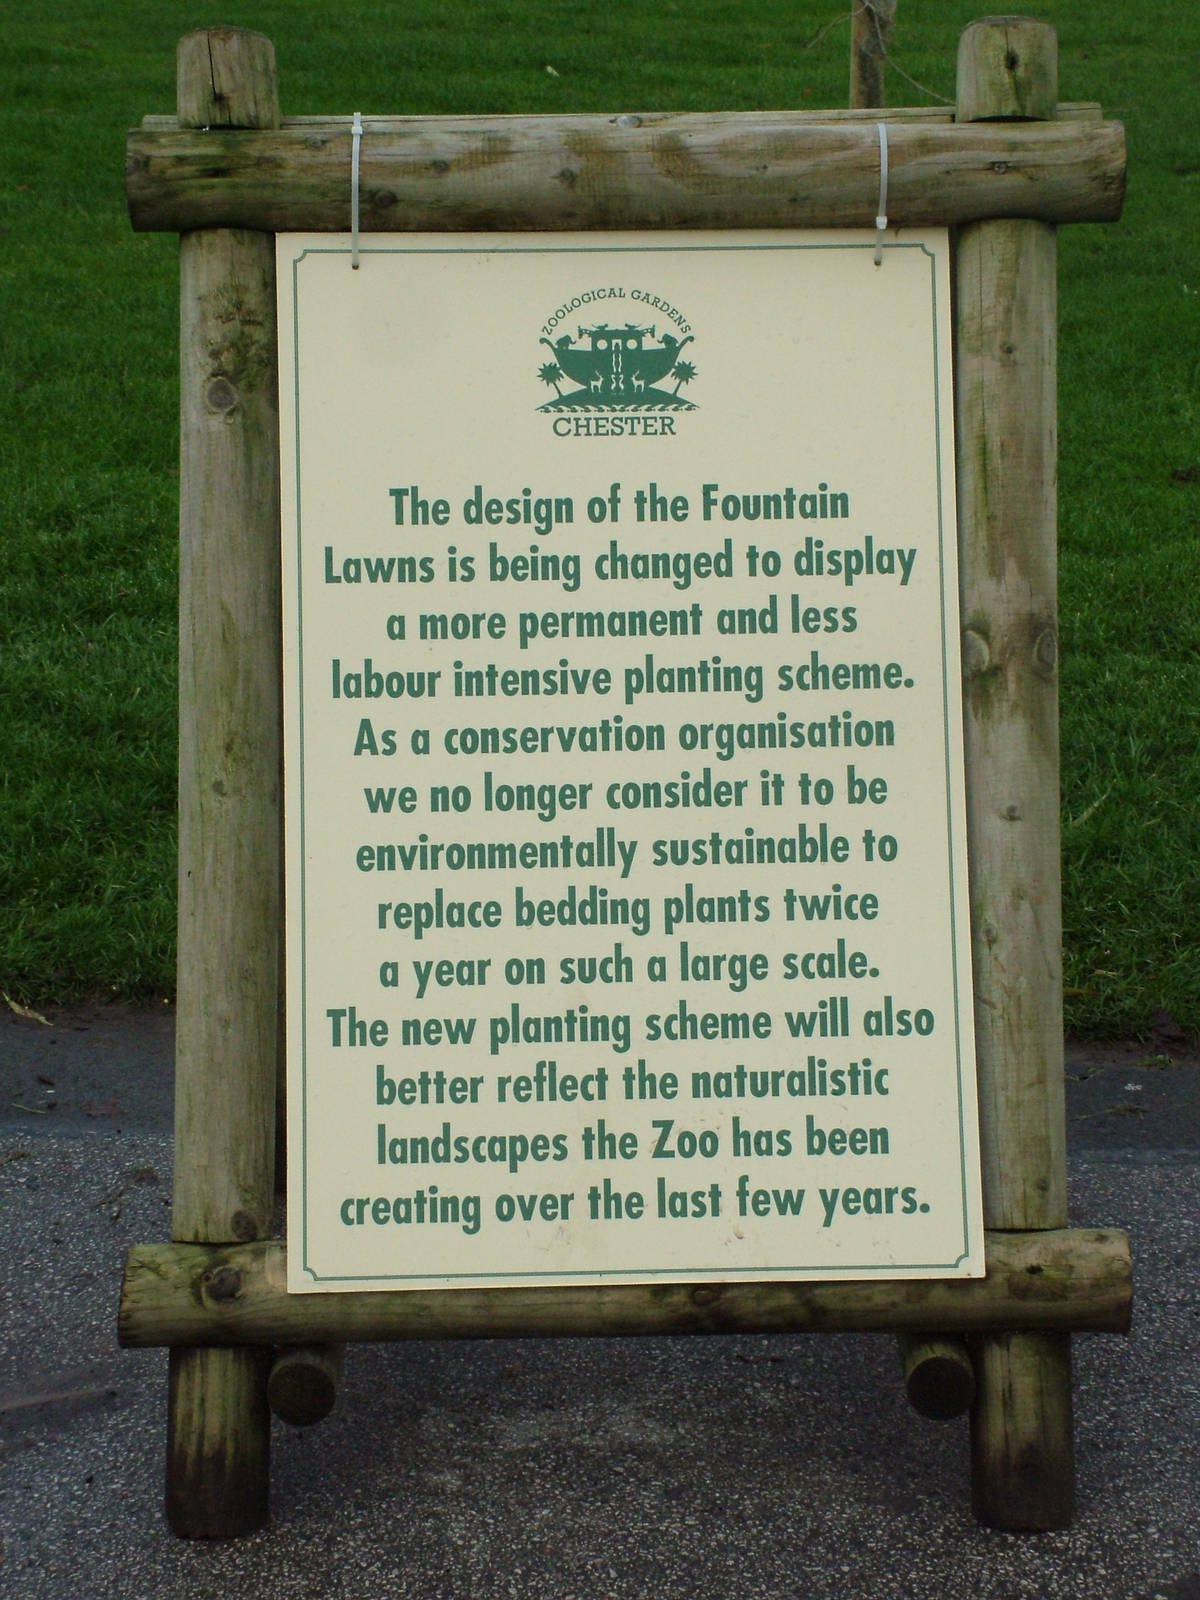 ZOOLOGICAL GARDENS
CHESTER
The design of the Fountain
Lawns is being changed to display
a more permanent and less
labour intensive planting scheme.
As a conservation organisation
we no longer consider it to be
environmentally sustainable to
replace bedding plants twice
a year on such a large scale.
The new planting scheme will also
better reflect the naturalistic
landscapes the Zoo has been
creating over the last few years.